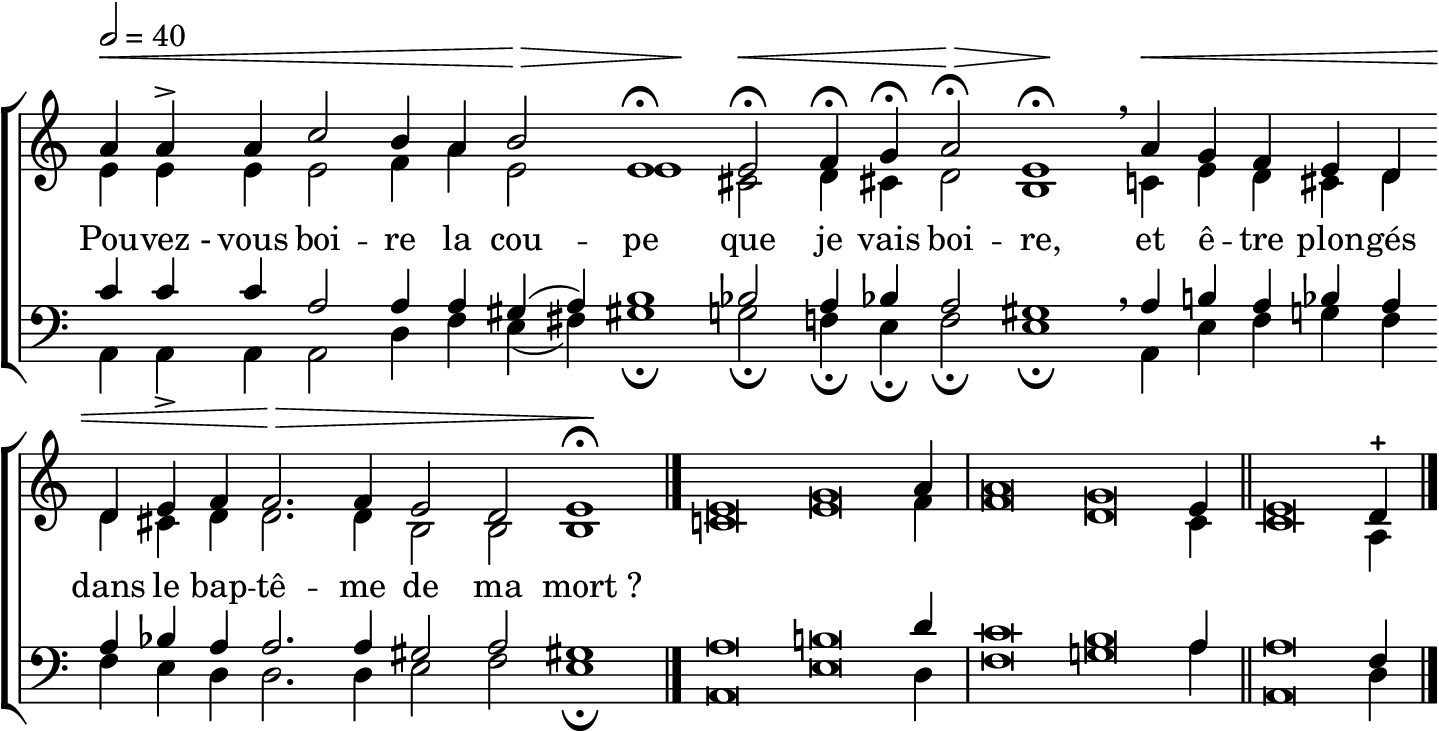 = 40
Pouvez - vous boi -- re la cou -- pe que je vais boi -- re, et ê -- tre plongés
dans le bap -- tê -- me de ma mort ?